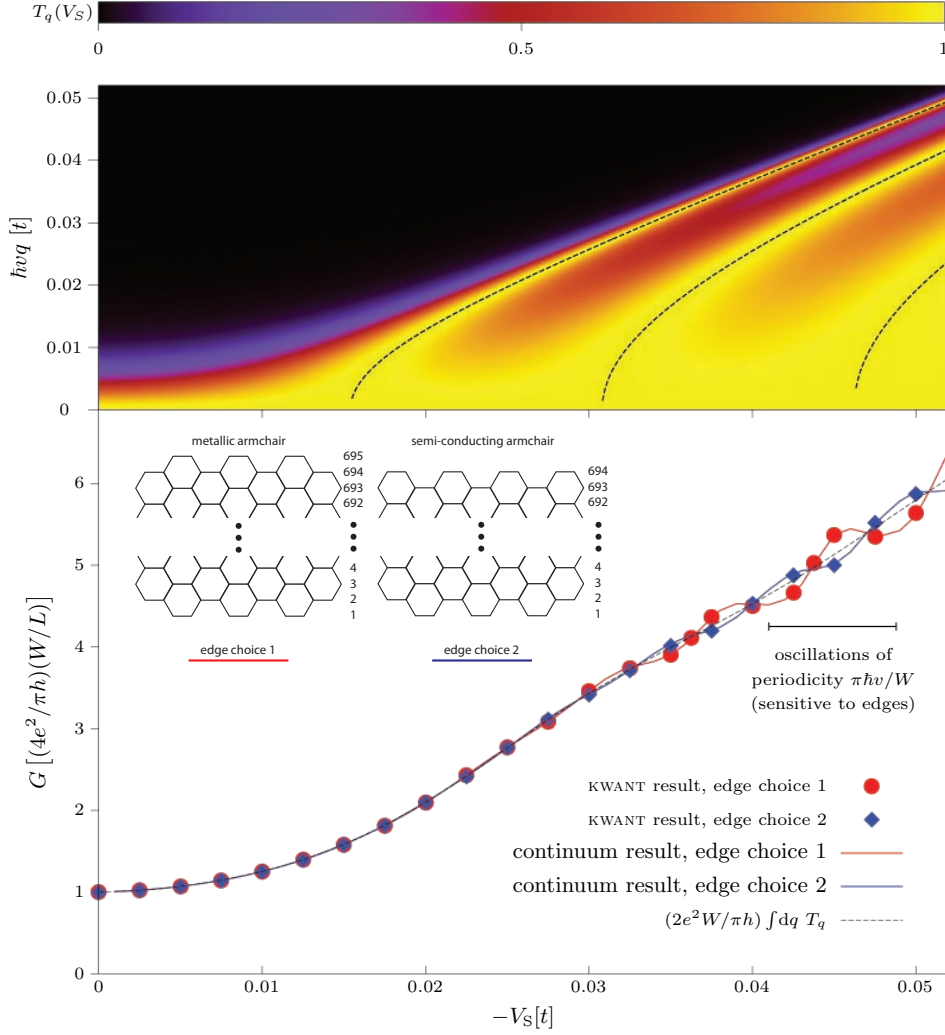 T_q(V_S)
0 0.5 1
ħvq [t]
0.05
0.04
0.03
0.02
0.01
0
metallic armchair
695
694
693
692
4
3
2
1
edge choice 1
semi-conducting armchair
694
693
692
4
3
2
1
edge choice 2
G [(4e²/πh)(W/L)]
6
5
4
3
2
1
0
oscillations of
periodicity πħv/W
(sensitive to edges)
KWANT result, edge choice 1
KWANT result, edge choice 2
continuum result, edge choice 1
continuum result, edge choice 2
(2e²W/πh) ∫dq T_q
0 0.01 0.02 0.03 0.04 0.05
−V_S[t]